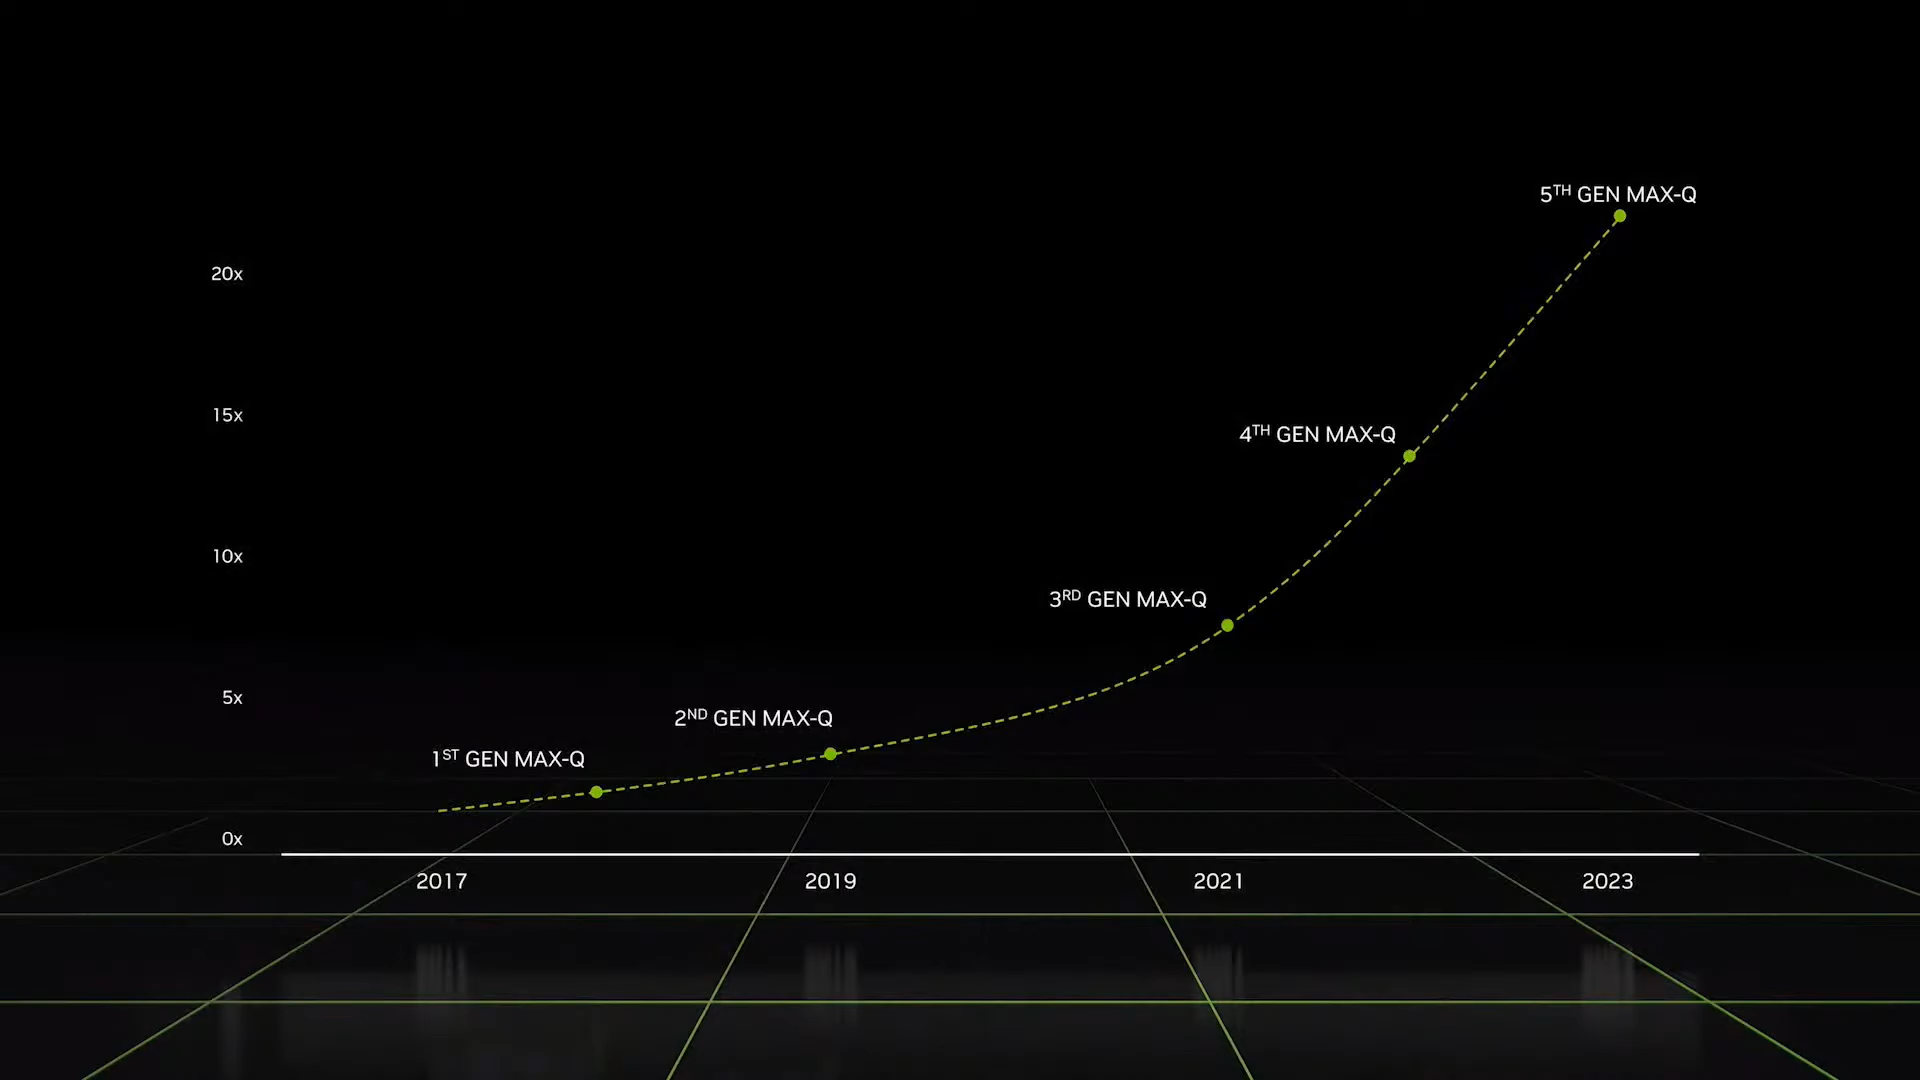 5TH GEN MAX-Q
20x
15x
4TH GEN MAX-Q
10x
3RD GEN MAX-Q
5x
2ND GEN MAX-Q
1ST GEN MAX-Q
0x
2017 2019 2021 2023